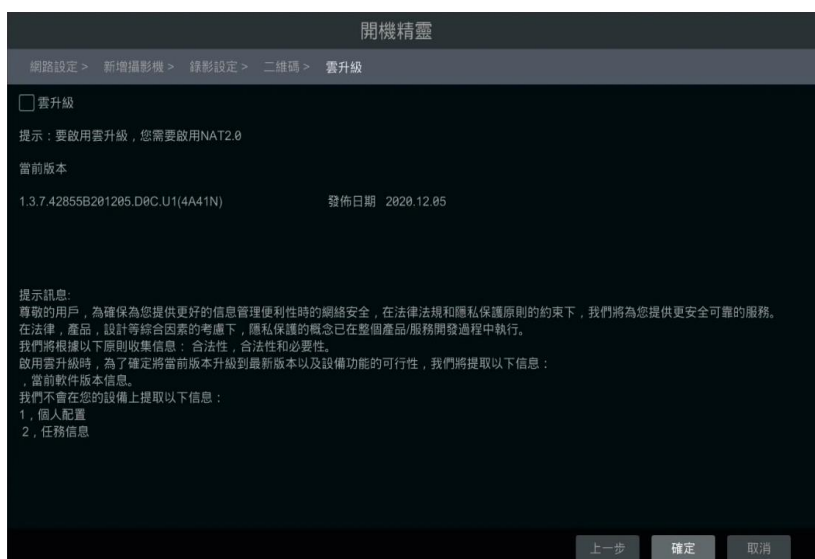 開機精靈
網路設定 > 新增攝影機 > 錄影設定 > 二維碼 > 雲升級
雲升級
提示：要啟用雲升級，您需要啟用NAT2.0
當前版本
1.3.7.42855B201205.D0C.U1(4A41N) 發佈日期 2020.12.05
提示訊息:
尊敬的用戶，為確保為您提供更好的信息管理便利性時的網絡安全，在法律法規和隱私保護原則的約束下，我們將為您提供更安全可靠的服務。
在法律，產品，設計等綜合因素的考慮下，隱私保護的概念已在整個產品/服務開發過程中執行。
我們將根據以下原則收集信息：合法性，合法性和必要性。
啟用雲升級時，為了確定將當前版本升級到最新版本以及設備功能的可行性，我們將提取以下信息：
，當前軟件版本信息。
我們不會在您的設備上提取以下信息：
1，個人配置
2，任務信息
上一步 確定 取消